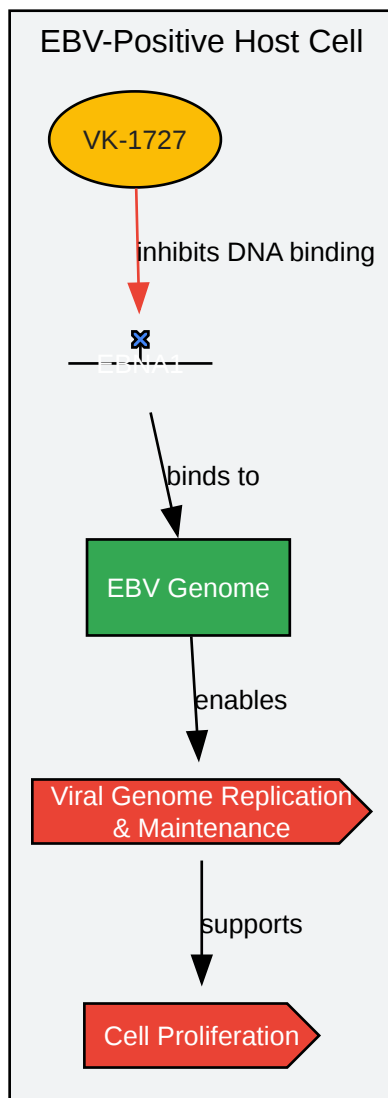 EBV-Positive Host Cell
VK-1727
inhibits DNA binding
EBNA1
binds to
EBV Genome
enables
Viral Genome Replication
& Maintenance
supports
Cell Proliferation